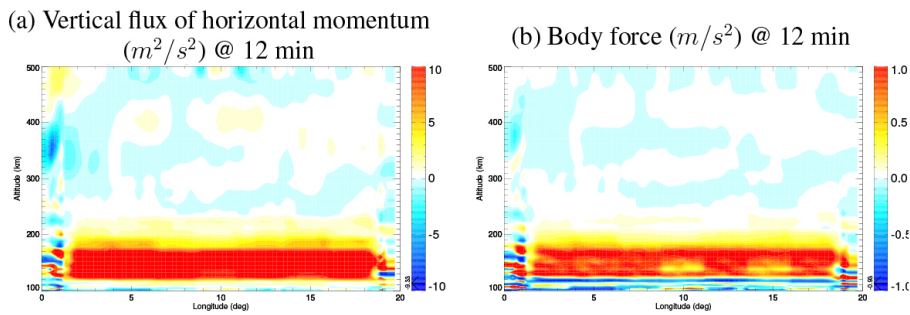 (a) Vertical flux of horizontal momentum
(m²/s²) @ 12 min
(b) Body force (m/s²) @ 12 min
500
400
300
200
100
Altitude (km)
0 5 10 15 20
Longitude (deg)
10
5
0
-5
-10
500
400
300
200
100
Altitude (km)
0 5 10 15 20
Longitude (deg)
1.0
0.5
0.0
-0.5
-1.0